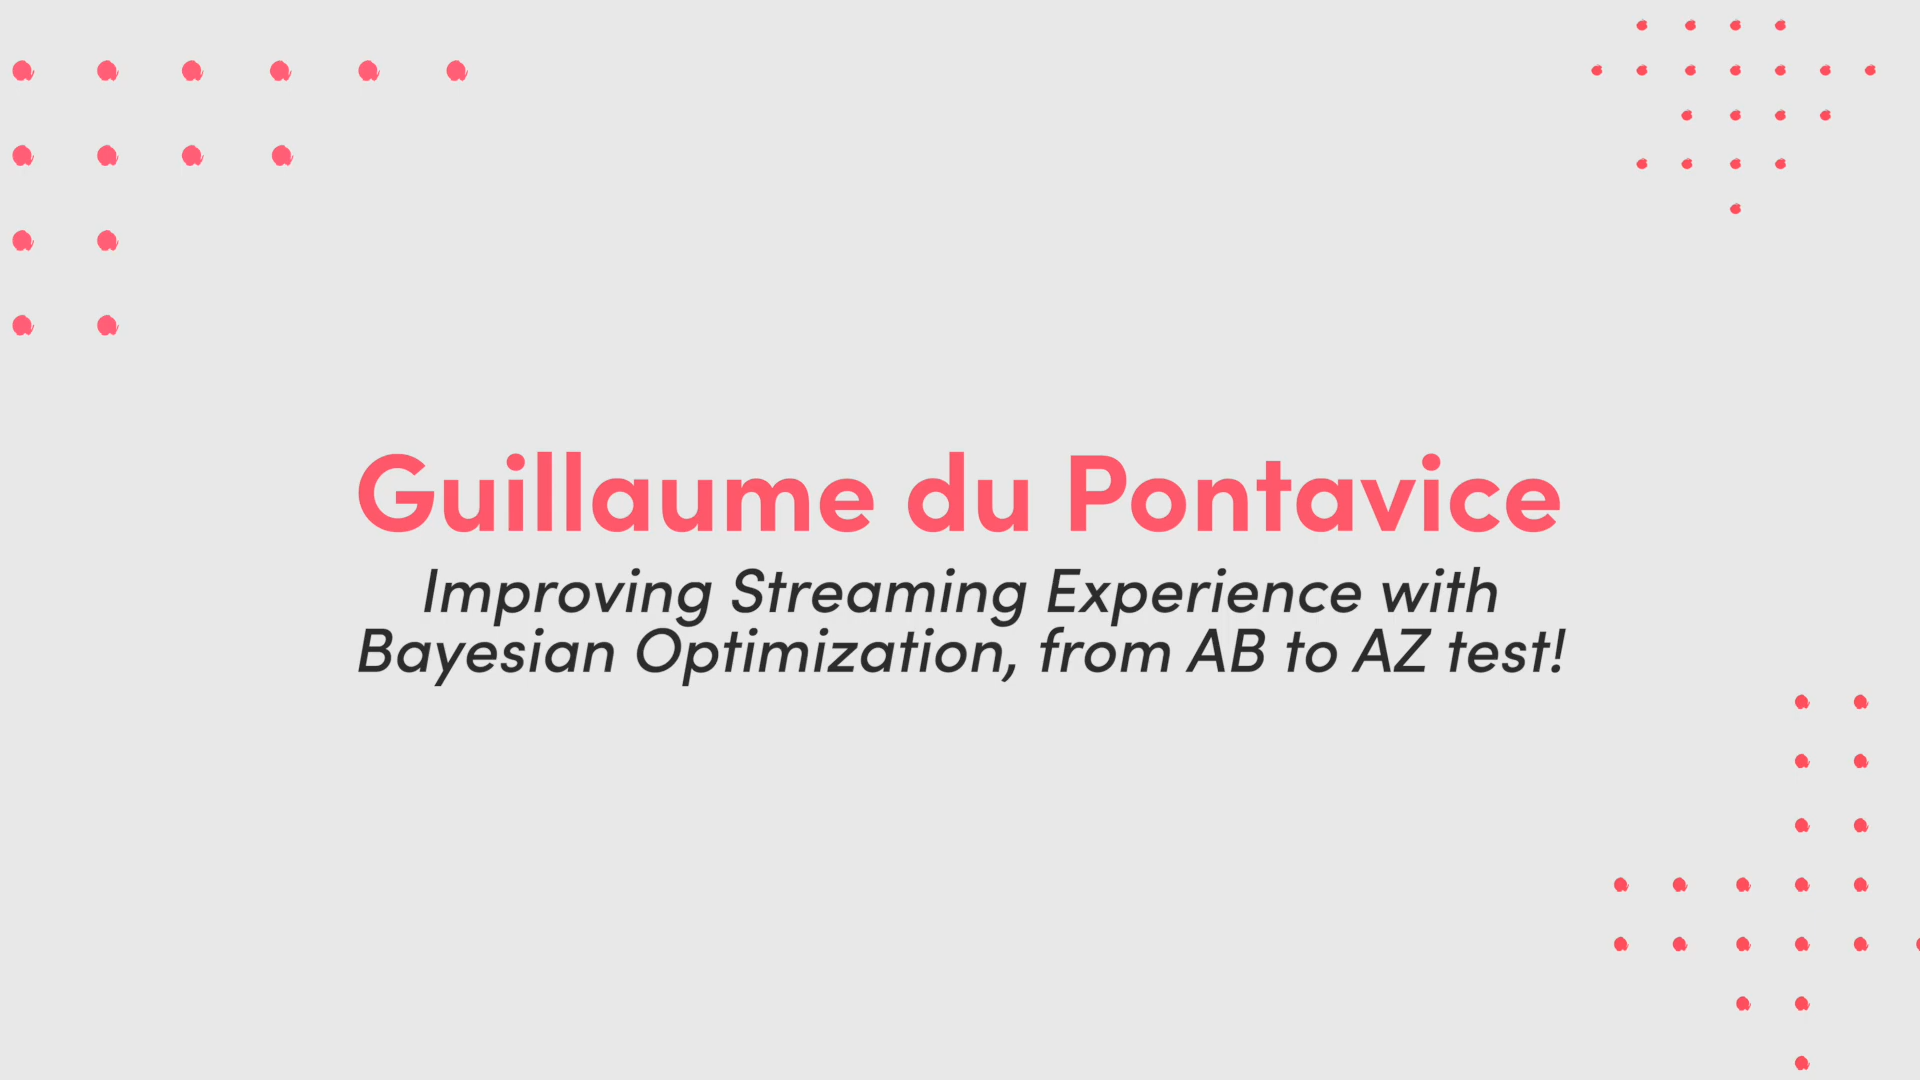 Guillaume du Pontavice
Improving Streaming Experience with
Bayesian Optimization, from AB to AZ test!